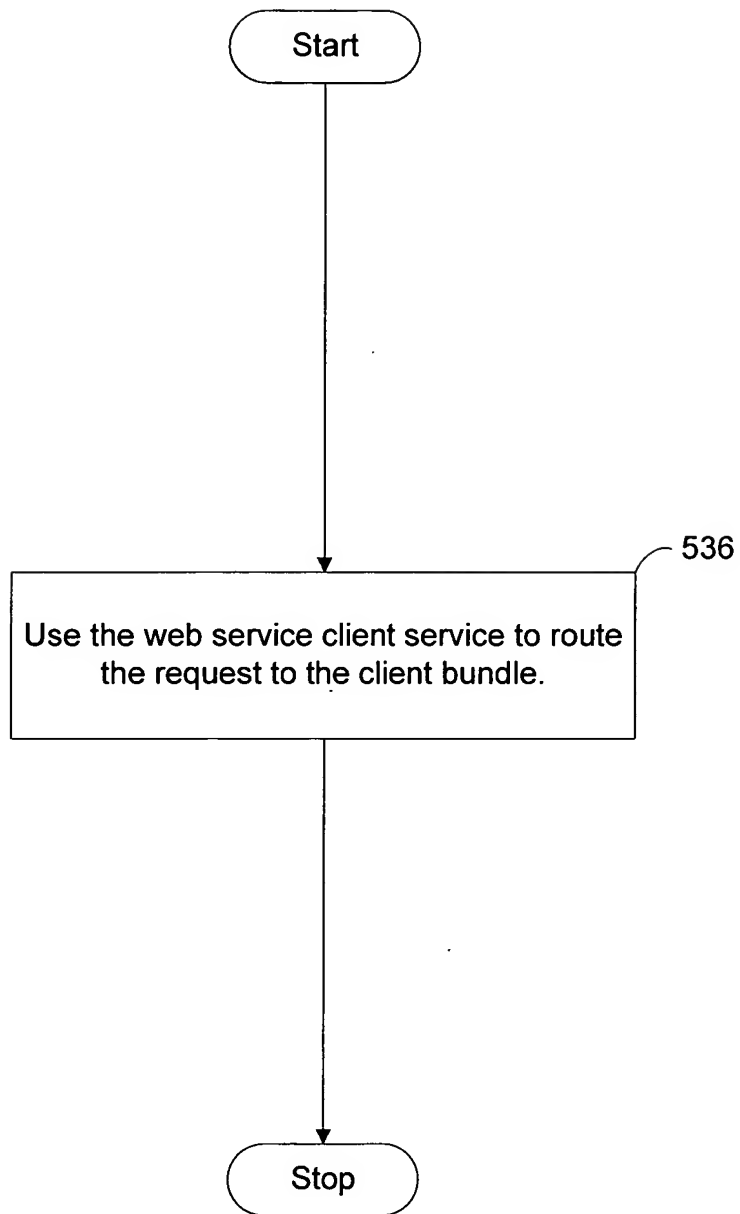 Start
536
Use the web service client service to route
the request to the client bundle.
Stop